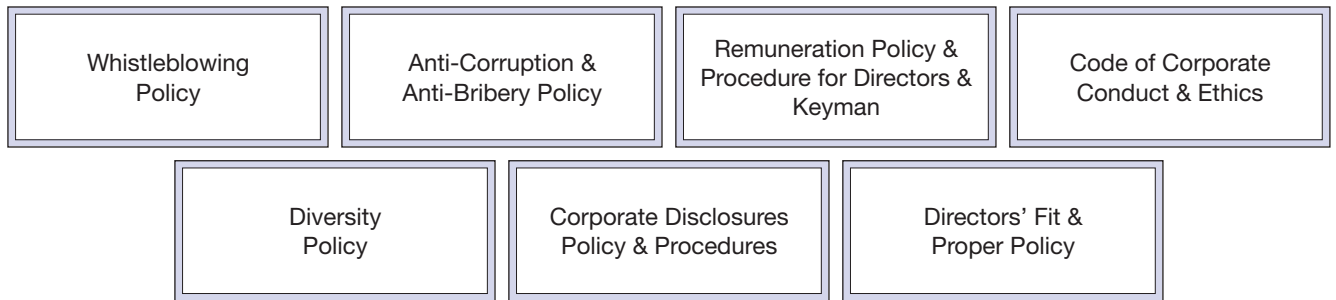 Whistleblowing
Policy
Anti-Corruption &
Anti-Bribery Policy
Remuneration Policy &
Procedure for Directors &
Keyman
Code of Corporate
Conduct & Ethics
Diversity
Policy
Corporate Disclosures
Policy & Procedures
Directors’ Fit &
Proper Policy